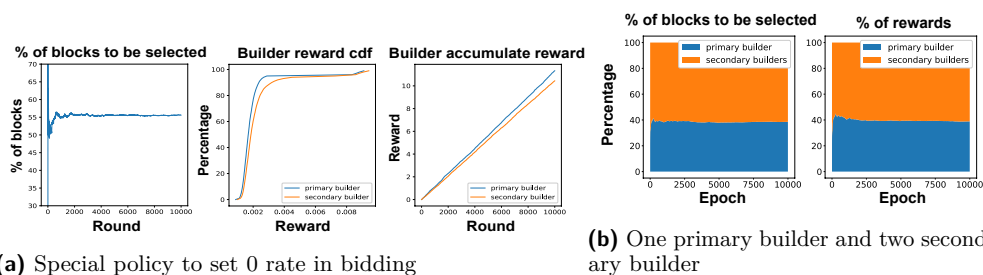 % of blocks to be selected
% of blocks
70
65
60
55
50
45
40
35
30
0 2000 4000 6000 8000 10000
Round
Builder reward cdf
Percentage
100
80
60
40
20
0
primary builder
secondary builder
0.002 0.004 0.006 0.008
Reward
Builder accumulate reward
Reward
10
8
6
4
2
0
primary builder
secondary builder
0 2000 4000 6000 8000 10000
Round
(a) Special policy to set 0 rate in bidding
% of blocks to be selected
Percentage
100
80
60
40
20
0
primary builder
secondary builders
0 2500 5000 7500 10000
Epoch
% of rewards
100
80
60
40
20
0
primary builder
secondary builders
0 2500 5000 7500 10000
Epoch
(b) One primary builder and two second-
ary builder